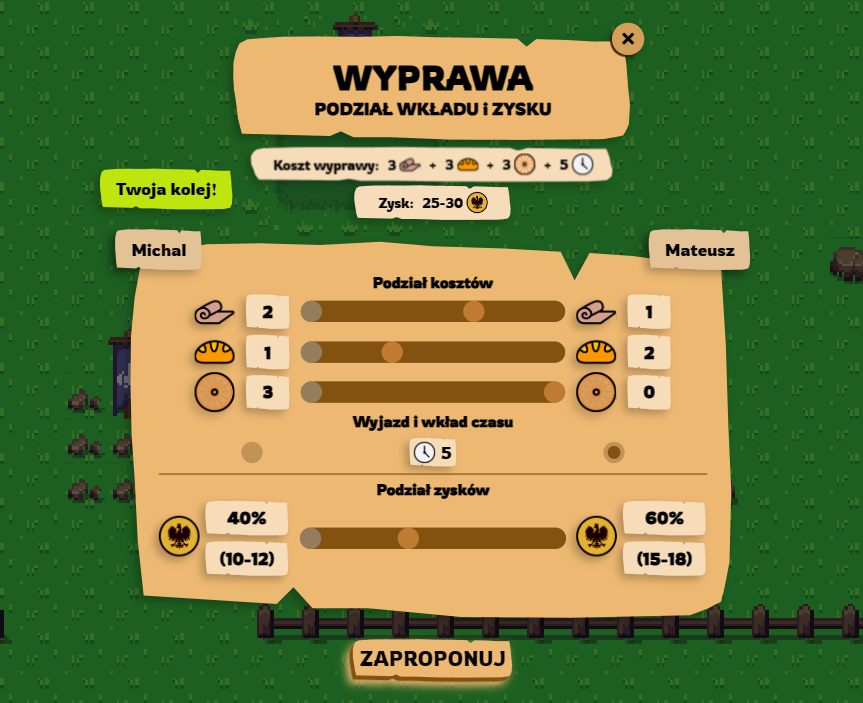 WYPRAWA
PODZIAŁ WKŁADU i ZYSKU
Koszt wyprawy: 3 + 3 + 3 + 5
Twoja kolej!
Zysk: 25-30
Michal
Mateusz
Podział kosztów
2 1
1 2
3 0
Wyjazd i wkład czasu
5
Podział zysków
40% 60%
(10-12) (15-18)
ZAPROPONUJ